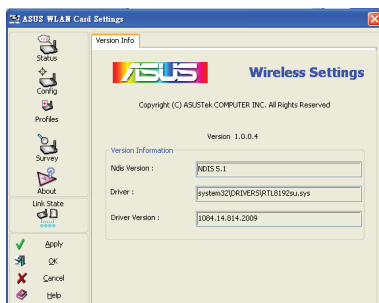 ASUS WLAN Card Settings
Status
Config
Profiles
Survey
About
Link State
Apply
OK
Cancel
Help
Version Info
ASUS
Wireless Settings
Copyright (C) ASUSTek COMPUTER INC. All Rights Reserved
Version 1.0.0.4
Version Information
Ndis Version :
NDIS 5.1
Driver :
system32\DRIVERS\RTL8192su.sys
Driver Version :
1084.14.814.2009